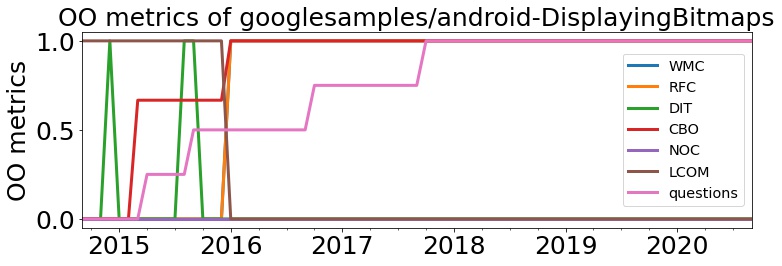 OO metrics of googlesamples/android-DisplayingBitmaps
OO metrics
1.0
0.5
0.0
2015 2016 2017 2018 2019 2020
WMC
RFC
DIT
CBO
NOC
LCOM
questions